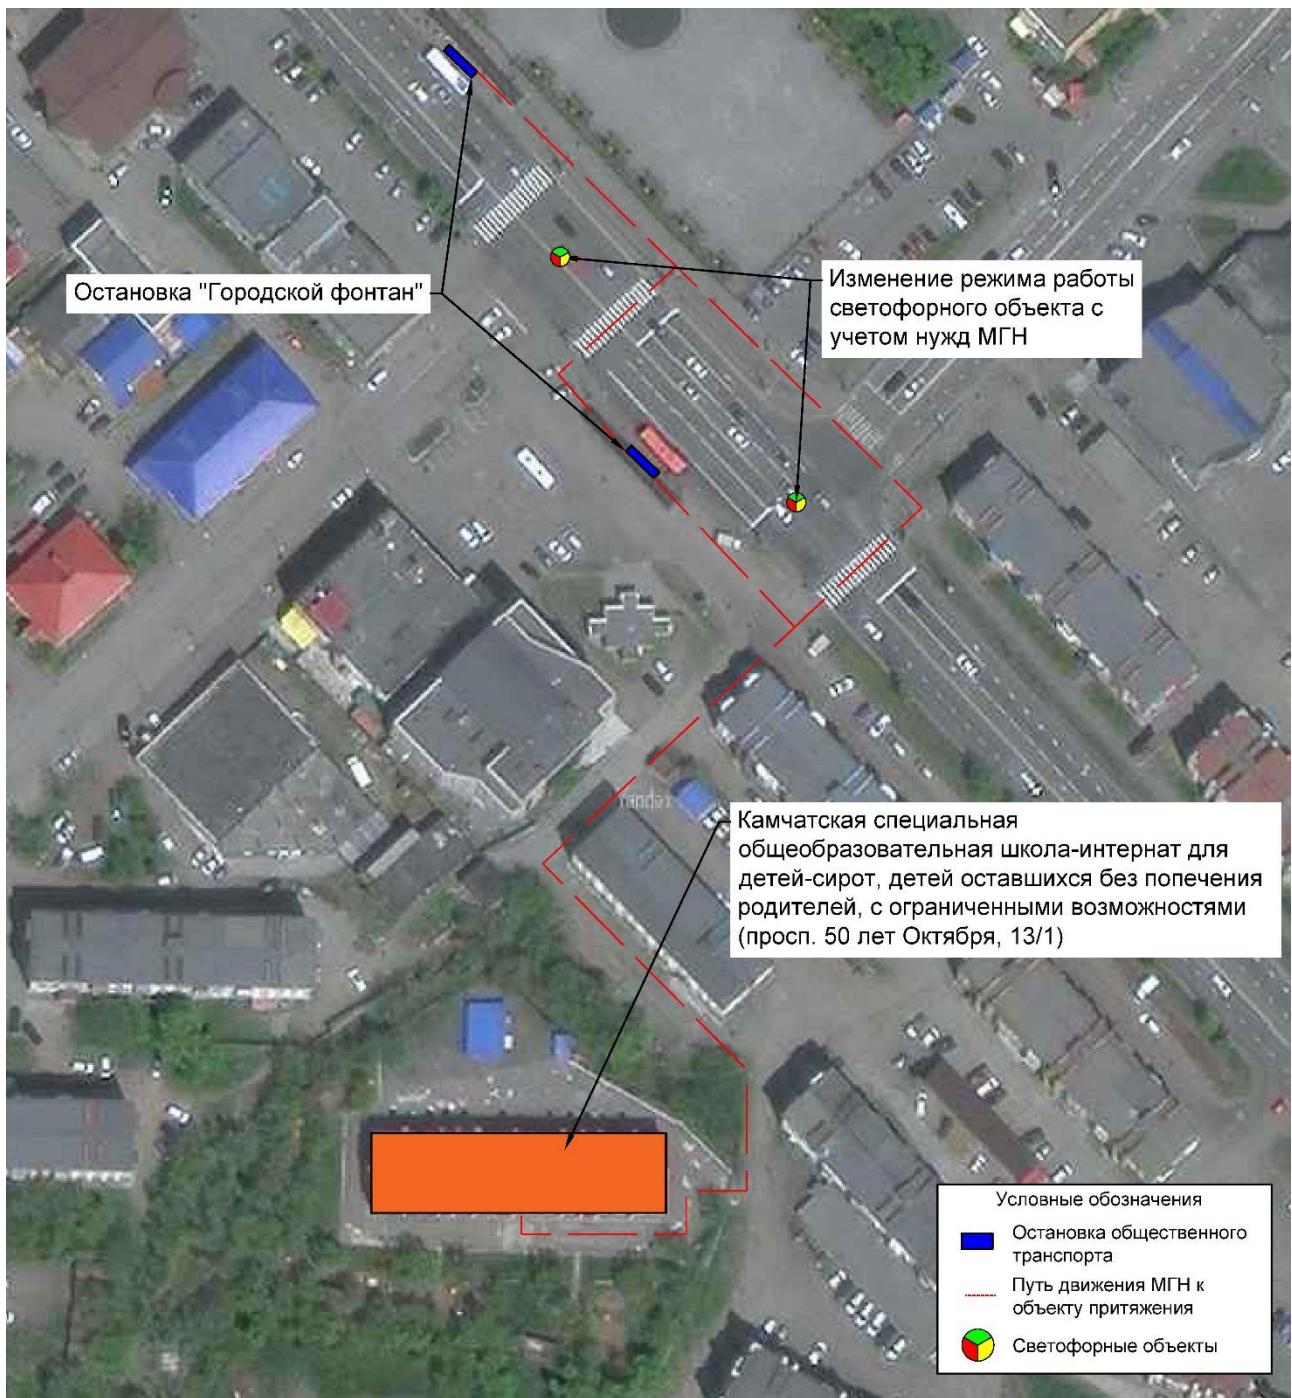 Остановка "Городской фонтан"
Изменение режима работы
светофорного объекта с
учетом нужд МГН
yandex
Камчатская специальная
общеобразовательная школа-интернат для
детей-сирот, детей оставшихся без попечения
родителей, с ограниченными возможностями
(просп. 50 лет Октября, 13/1)
Условные обозначения
Остановка общественного
транспорта
Путь движения МГН к
объекту притяжения
Светофорные объекты